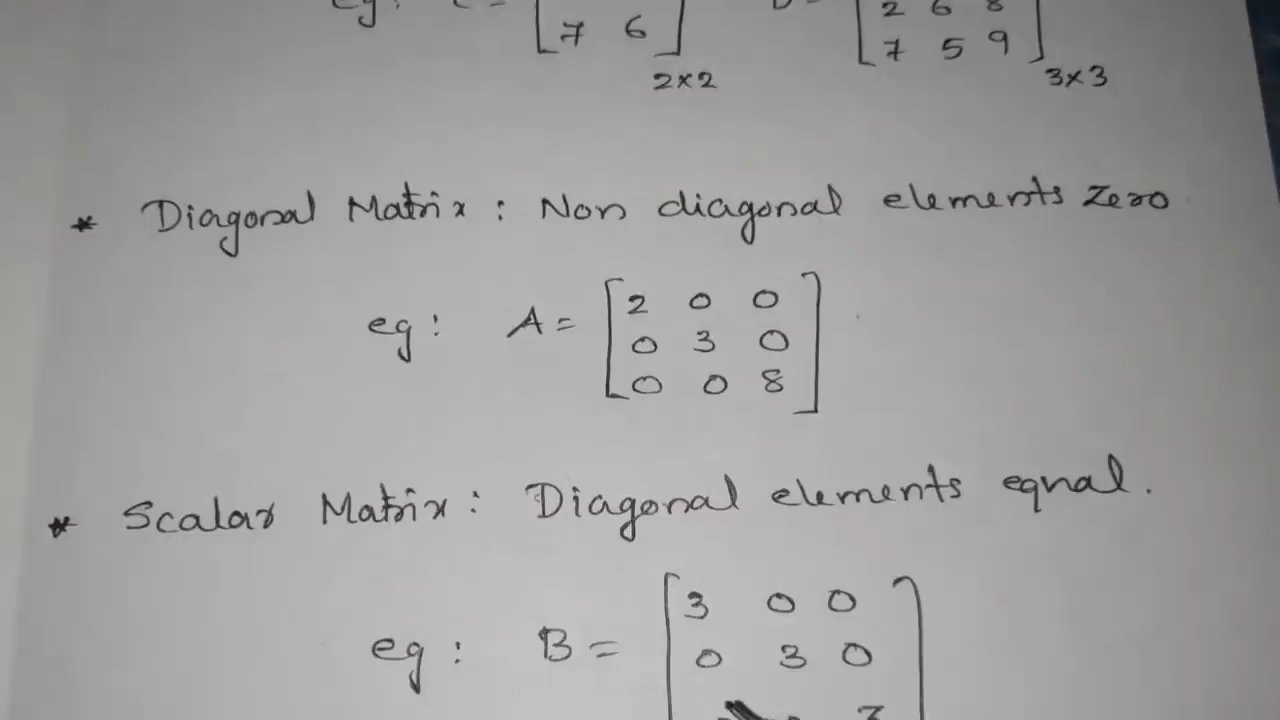 eg:
7 6
2×2
2 6 8
7 5 9
3×3
* Diagonal Matrix : Non diagonal elements Zero
eg: A = [2 0 0
0 3 0
0 0 8]
* Scalar Matrix : Diagonal elements equal.
eg : B = [3 0 0
0 3 0
3